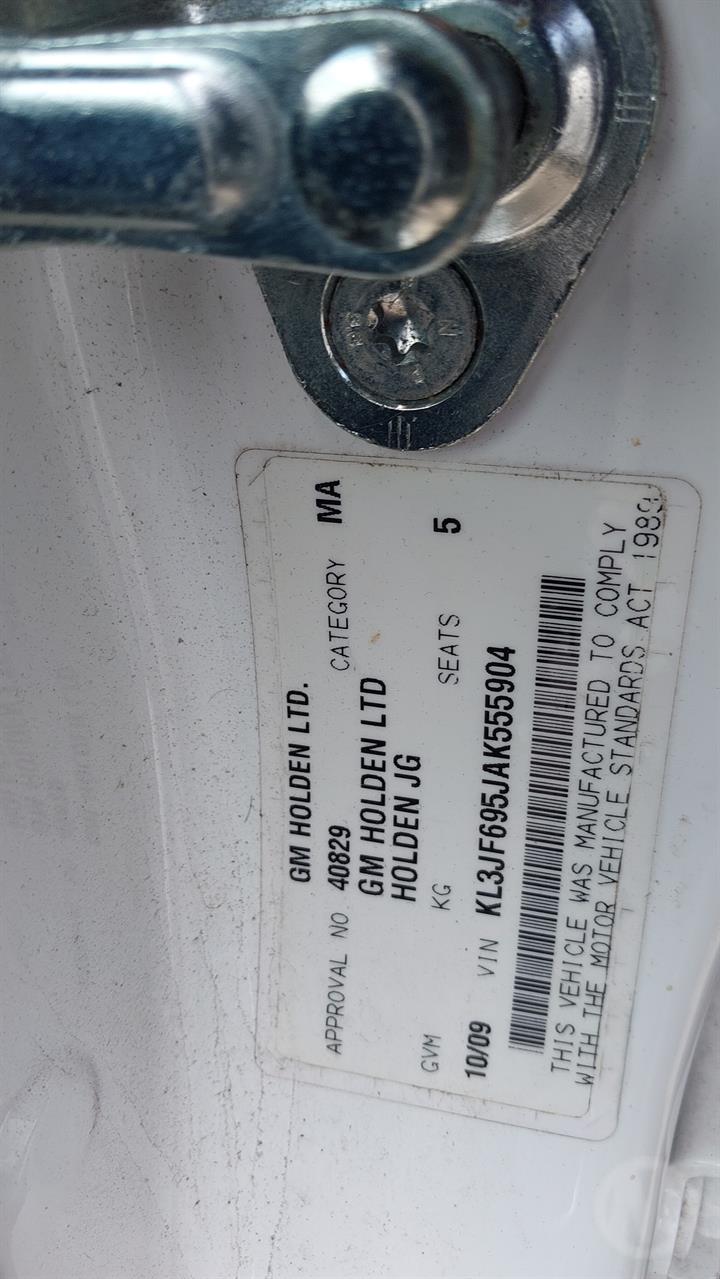 GM HOLDEN LTD.
APPROVAL NO 40829 CATEGORY MA
GM HOLDEN LTD
HOLDEN JG
GVM KG SEATS 5
10/09 VIN KL3JF695JAK555904
THIS VEHICLE WAS MANUFACTURED TO COMPLY
WITH THE MOTOR VEHICLE STANDARDS ACT 1989.